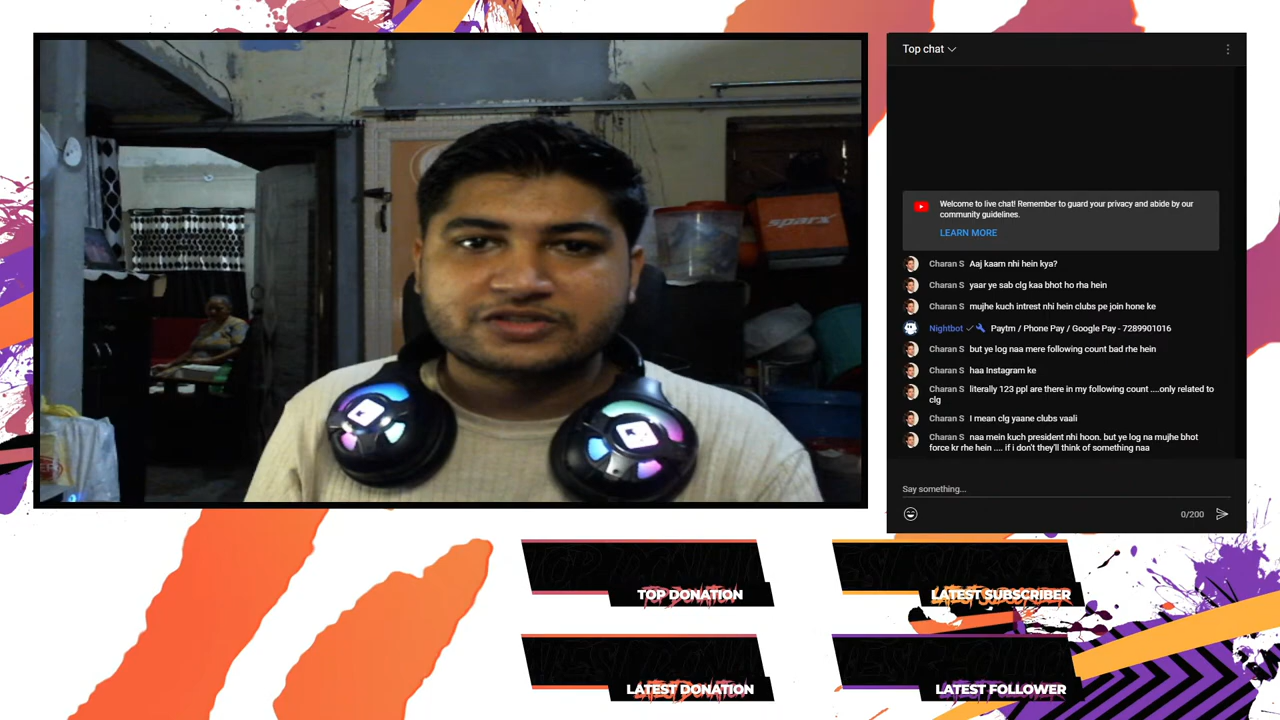 Top chat
Welcome to live chat! Remember to guard your privacy and abide by our
community guidelines.
LEARN MORE
Charan S Aaj kaam nhi hein kya?
Charan S yaar ye sab clg kaa bhot ho rha hein
Charan S mujhe kuch intrest nhi hein clubs pe join hone ke
Nightbot Paytm / Phone Pay / Google Pay - 7289901016
Charan S but ye log naa mere following count bad rhe hein
Charan S haa Instagram ke
Charan S literally 123 ppl are there in my following count ....only related to
clg
Charan S I mean clg yaane clubs vaali
Charan S naa mein kuch president nhi hoon. but ye log na mujhe bhot
force kr rhe hein .... if i don't they'll think of something naa
Say something...
0/200
sparx
TOP DONATION
LATEST SUBSCRIBER
LATEST DONATION
LATEST FOLLOWER